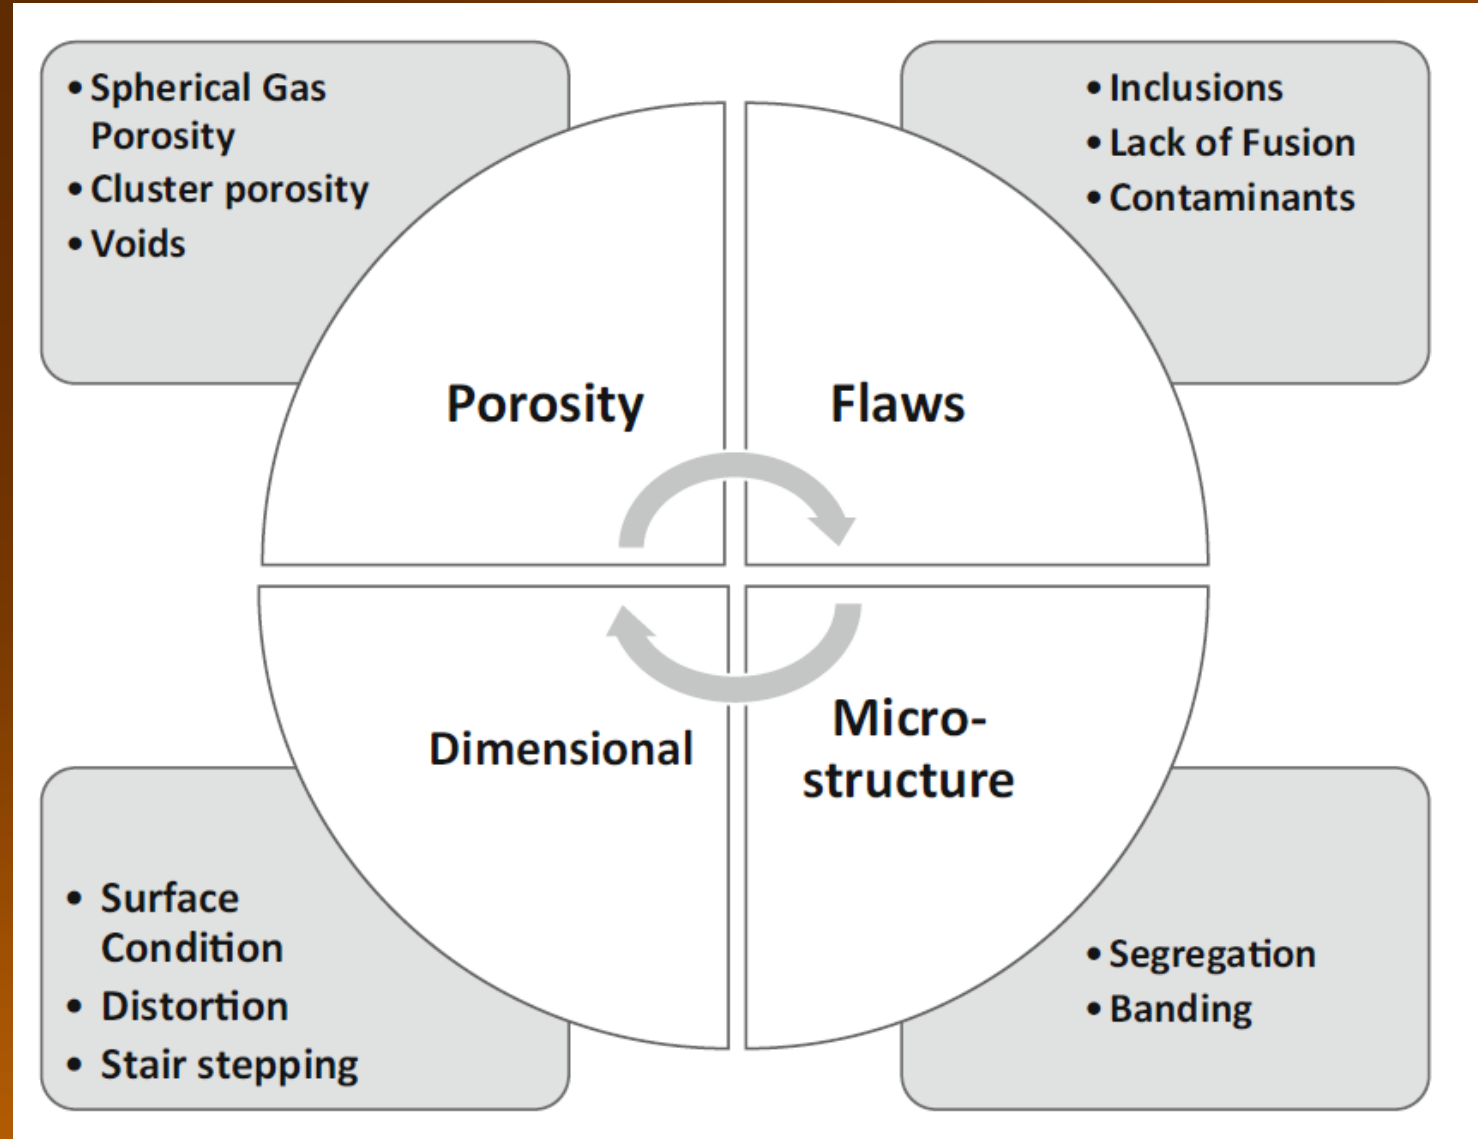 • Spherical Gas
Porosity
• Cluster porosity
• Voids
• Inclusions
• Lack of Fusion
• Contaminants
Porosity
Flaws
Dimensional
Micro-
structure
• Surface
Condition
• Distortion
• Stair stepping
• Segregation
• Banding